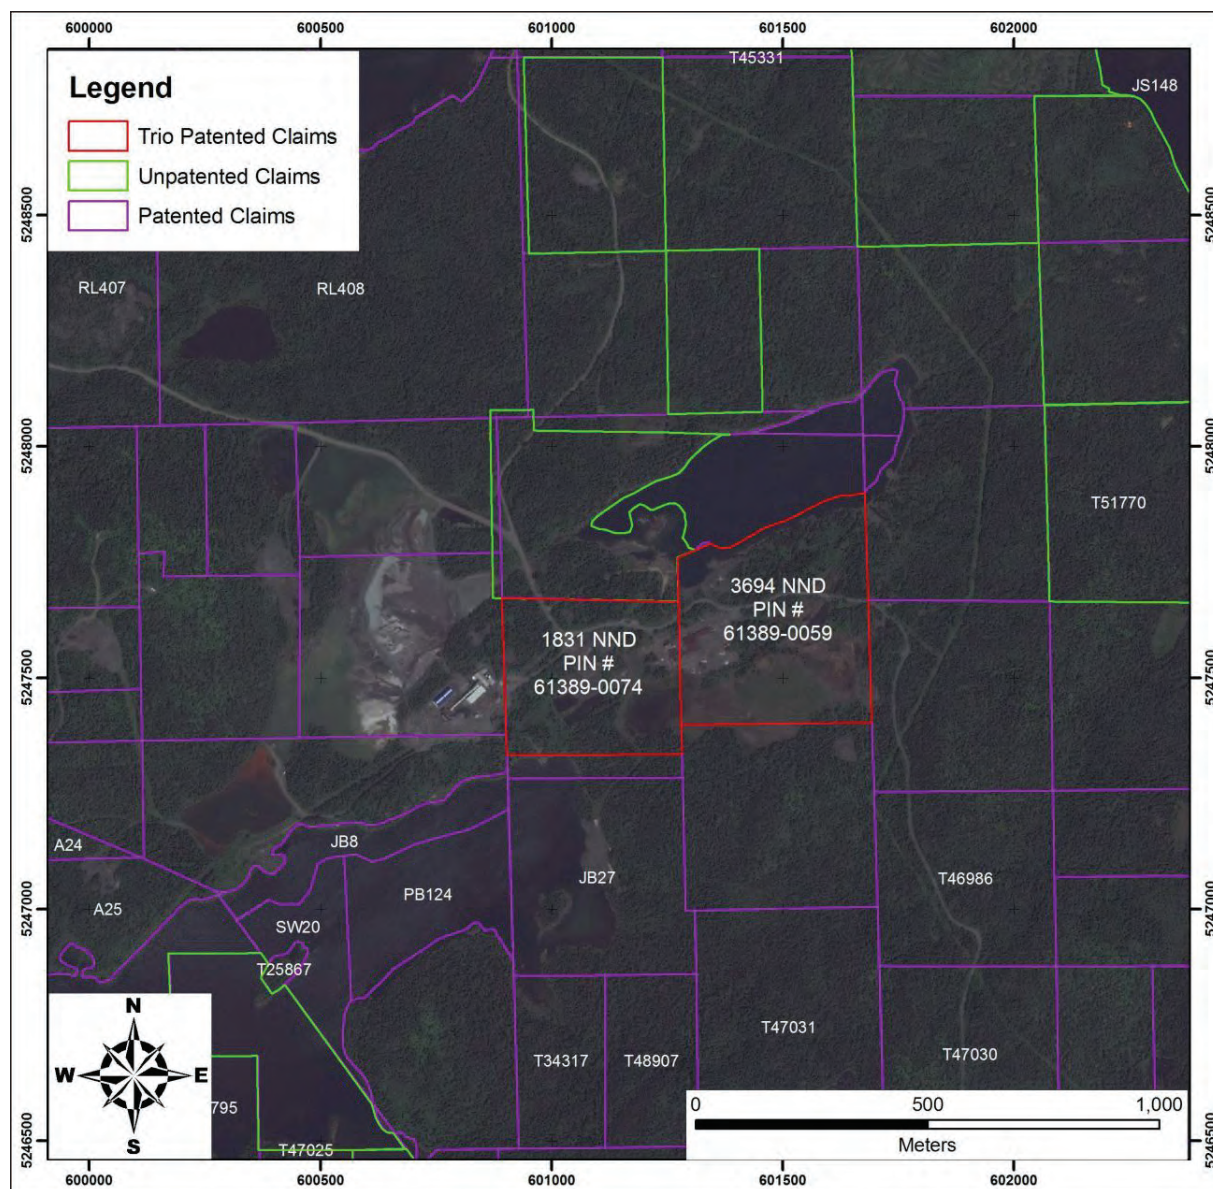 600000 600500 601000 601500 602000
T45331
JS148
Legend
Trio Patented Claims
Unpatented Claims
Patented Claims
5248500
5248500
RL407
RL408
5248000
5248000
T51770
3694 NND
PIN #
61389-0059
1831 NND
PIN #
61389-0074
5247500
5247500
A24
JB8
A25
PB124
JB27
T46986
5247000
5247000
SW20
T25867
N
W E
S
T34317
T48907
T47031
T47030
795
T47025
0 500 1,000
Meters
5246500
5246500
600000 600500 601000 601500 602000